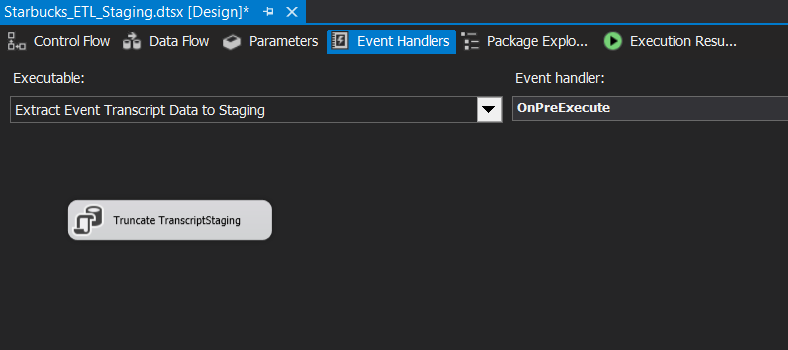 Starbucks_ETL_Staging.dtsx [Design]*
Control Flow Data Flow Parameters Event Handlers Package Explo... Execution Resu...
Executable: Event handler:
Extract Event Transcript Data to Staging OnPreExecute
Truncate TranscriptStaging